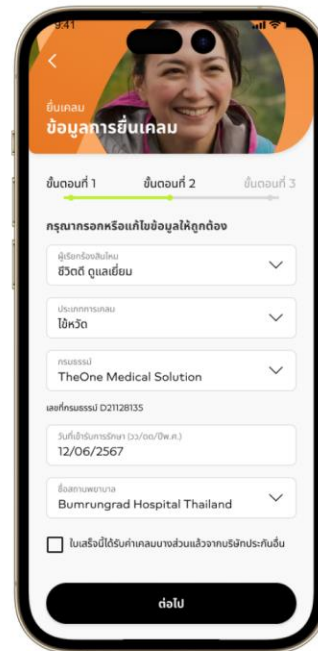 9:41
ยื่นเคลม
ข้อมูลการยื่นเคลม
ขั้นตอนที่ 1 ขั้นตอนที่ 2 ขั้นตอนที่ 3
กรุณากรอกหรือแก้ไขข้อมูลให้ถูกต้อง
ผู้เรียกร้องสินไหม
ชีวิตดี ดูแลเยี่ยม
ประเภทการเคลม
ไข้หวัด
กรมธรรม์
TheOne Medical Solution
เลขที่กรมธรรม์ D21128135
วันที่เข้ารับการรักษา (วว/ดด/ปีพ.ศ.)
12/06/2567
ชื่อสถานพยาบาล
Bumrungrad Hospital Thailand
ใบเสร็จนี้ได้รับค่าเคลมบางส่วนแล้วจากบริษัทประกันอื่น
ต่อไป